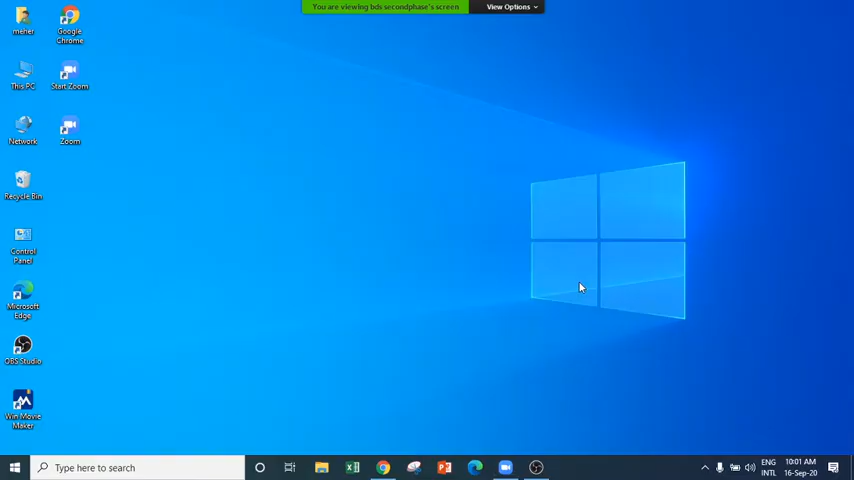 You are viewing bds secondphase's screen
View Options
meher
Google
Chrome
This PC
Start Zoom
Network
Zoom
Recycle Bin
Control
Panel
Microsoft
Edge
OBS Studio
Win Movie
Maker
Type here to search
ENG
INTL
10:01 AM
16-Sep-20